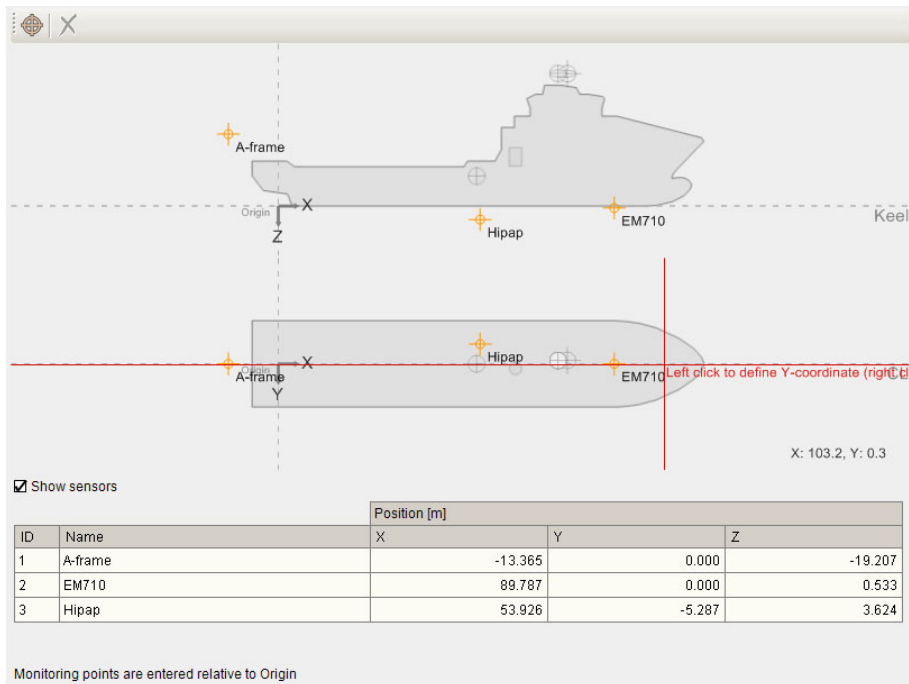 A-frame
Origin
X
Z
Hipap
EM710
Keel
Hipap
X
Origin
A-frame
Y
EM710
Left click to define Y-coordinate (right cl
CL
X: 103.2, Y: 0.3
Show sensors
Position [m]
ID Name X Y Z
1 A-frame -13.365 0.000 -19.207
2 EM710 89.787 0.000 0.533
3 Hipap 53.926 -5.287 3.624
Monitoring points are entered relative to Origin